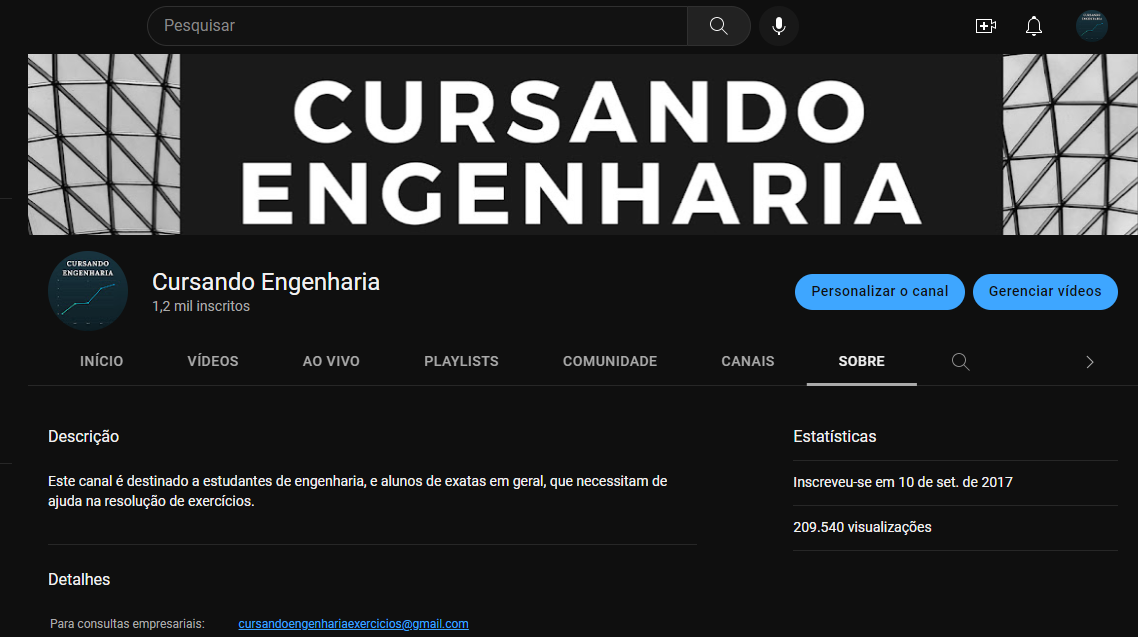 Pesquisar
CURSANDO
ENGENHARIA
CURSANDO
ENGENHARIA
Cursando Engenharia
1,2 mil inscritos
Personalizar o canal
Gerenciar vídeos
INÍCIO VÍDEOS AO VIVO PLAYLISTS COMUNIDADE CANAIS SOBRE
Descrição
Este canal é destinado a estudantes de engenharia, e alunos de exatas em geral, que necessitam de
ajuda na resolução de exercícios.
Detalhes
Para consultas empresariais: cursandoengenhariaexercicios@gmail.com
Estatísticas
Inscreveu-se em 10 de set. de 2017
209.540 visualizações